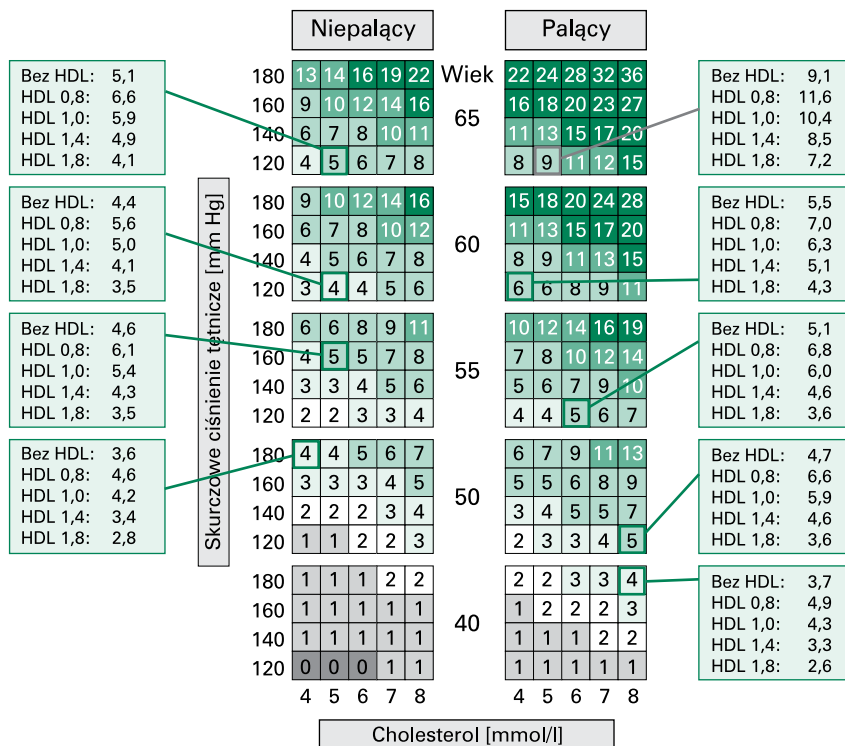 Niepalący Palący
Bez HDL: 5,1
HDL 0,8: 6,6
HDL 1,0: 5,9
HDL 1,4: 4,9
HDL 1,8: 4,1
Bez HDL: 4,4
HDL 0,8: 5,6
HDL 1,0: 5,0
HDL 1,4: 4,1
HDL 1,8: 3,5
Bez HDL: 4,6
HDL 0,8: 6,1
HDL 1,0: 5,4
HDL 1,4: 4,3
HDL 1,8: 3,5
Bez HDL: 3,6
HDL 0,8: 4,6
HDL 1,0: 4,2
HDL 1,4: 3,4
HDL 1,8: 2,8
Skurczowe ciśnienie tętnicze [mm Hg]
180 13 14 16 19 22 Wiek 22 24 28 32 36
160 9 10 12 14 16 16 18 20 23 27
65
140 6 7 8 10 11 11 13 15 17 20
120 4 5 6 7 8 8 9 11 12 15
180 9 10 12 14 16 15 18 20 24 28
160 6 7 8 10 12 11 13 15 17 20
60
140 4 5 6 7 8 8 9 11 13 15
120 3 4 4 5 6 6 6 8 9 11
180 6 6 8 9 11 10 12 14 16 19
160 4 5 5 7 8 7 8 10 12 14
55
140 3 3 4 5 6 5 6 7 9 10
120 2 2 3 3 4 4 4 5 6 7
180 4 4 5 6 7 6 7 9 11 13
160 3 3 3 4 5 5 5 6 8 9
50
140 2 2 2 3 4 3 4 5 5 7
120 1 1 2 2 3 2 3 3 4 5
180 1 1 1 2 2 2 2 3 3 4
160 1 1 1 1 1 1 2 2 2 3
40
140 1 1 1 1 1 1 1 1 2 2
120 0 0 0 1 1 1 1 1 1 1
4 5 6 7 8 4 5 6 7 8
Cholesterol [mmol/l]
Bez HDL: 9,1
HDL 0,8: 11,6
HDL 1,0: 10,4
HDL 1,4: 8,5
HDL 1,8: 7,2
Bez HDL: 5,5
HDL 0,8: 7,0
HDL 1,0: 6,3
HDL 1,4: 5,1
HDL 1,8: 4,3
Bez HDL: 5,1
HDL 0,8: 6,8
HDL 1,0: 6,0
HDL 1,4: 4,6
HDL 1,8: 3,6
Bez HDL: 4,7
HDL 0,8: 6,6
HDL 1,0: 5,9
HDL 1,4: 4,6
HDL 1,8: 3,6
Bez HDL: 3,7
HDL 0,8: 4,9
HDL 1,0: 4,3
HDL 1,4: 3,3
HDL 1,8: 2,6